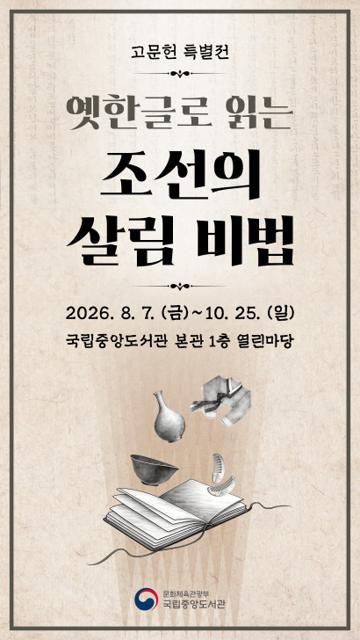 고문헌 특별전
옛한글로 읽는
조선의
살림 비법
2026. 8. 7. (금)~10. 25. (일)
국립중앙도서관 본관 1층 열린마당
문화체육관광부
국립중앙도서관